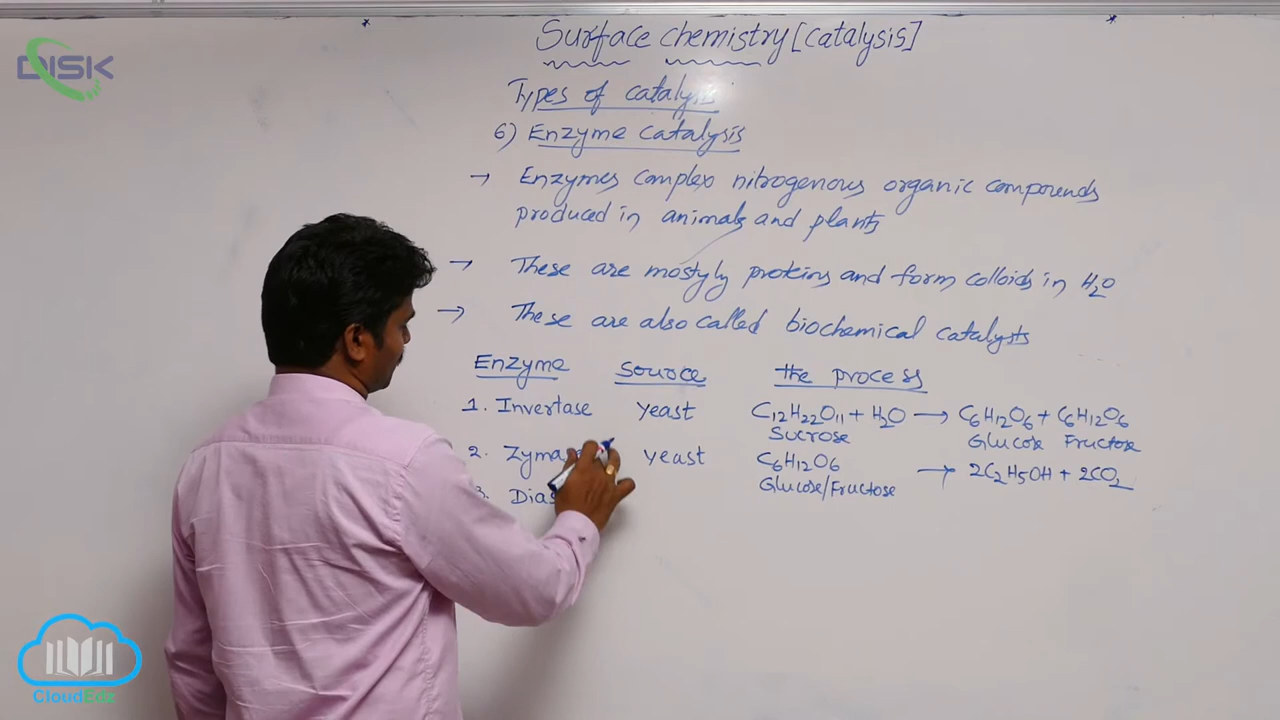 DISK
Surface chemistry [catalysis]
Types of catalysis
6) Enzyme catalysis
→ Enzymes complex nitrogenous organic compounds
produced in animals and plants
→ These are mostyly proteins and form colloids in H₂O
→ These are also called biochemical catalysts
Enzyme Source the process
1. Invertase yeast C₁₂H₂₂O₁₁ + H₂O → C₆H₁₂O₆ + C₆H₁₂O₆
Sucrose Glucose Fructose
2. yeast C₆H₁₂O₆ → 2C₂H₅OH + 2CO₂
Glucose/Fructose
3.
CloudEdz